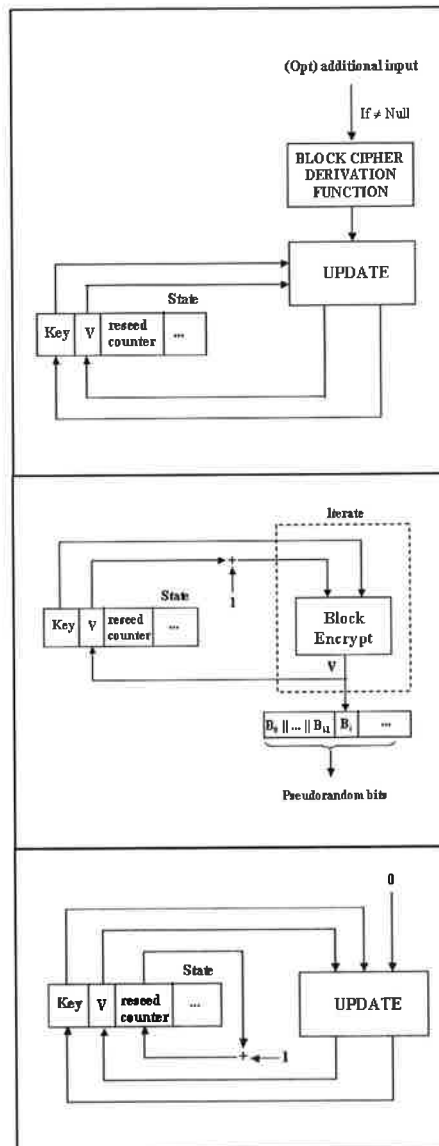 (Opt) additional input
If ≠ Null
BLOCK CIPHER
DERIVATION
FUNCTION
UPDATE
State
Key V reseed counter ...
Iterate
+
1
State
Key V reseed counter ...
Block
Encrypt
V
B₀ || ... || Bᵢ₁ Bᵢ ...
Pseudorandom bits
0
State
Key V reseed counter ...
UPDATE
+ 1